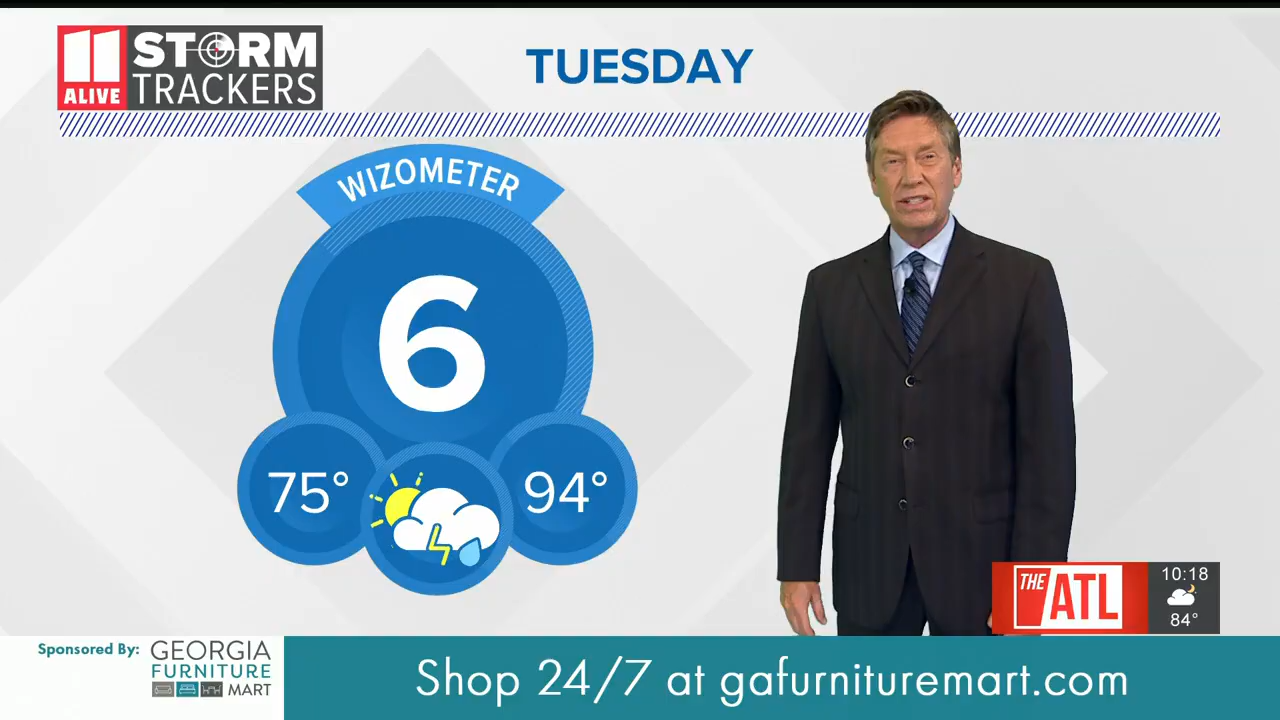 11
ALIVE
STORM
TRACKERS
TUESDAY
WIZOMETER
6
75°
94°
THE
ATL
10:18
84°
Sponsored By:
GEORGIA
FURNITURE
MART
Shop 24/7 at gafurnituremart.com